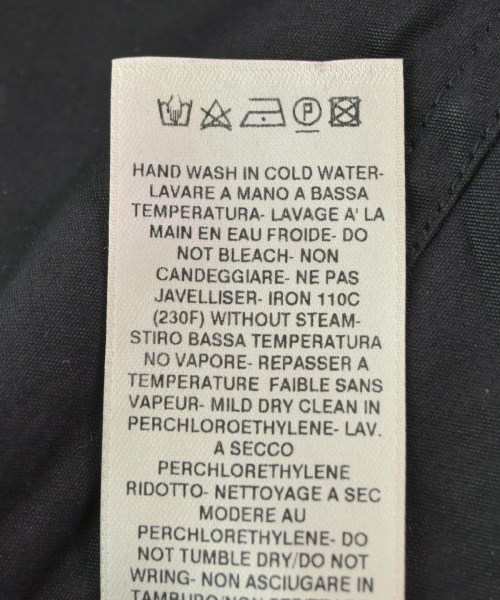 P
HAND WASH IN COLD WATER-
LAVARE A MANO A BASSA
TEMPERATURA- LAVAGE A' LA
MAIN EN EAU FROIDE- DO
NOT BLEACH- NON
CANDEGGIARE- NE PAS
JAVELLISER- IRON 110C
(230F) WITHOUT STEAM-
STIRO BASSA TEMPERATURA
NO VAPORE- REPASSER A
TEMPERATURE FAIBLE SANS
VAPEUR- MILD DRY CLEAN IN
PERCHLOROETHYLENE- LAV.
A SECCO
PERCHLORETHYLENE
RIDOTTO- NETTOYAGE A SEC
MODERE AU
PERCHLORETHYLENE- DO
NOT TUMBLE DRY/DO NOT
WRING- NON ASCIUGARE IN